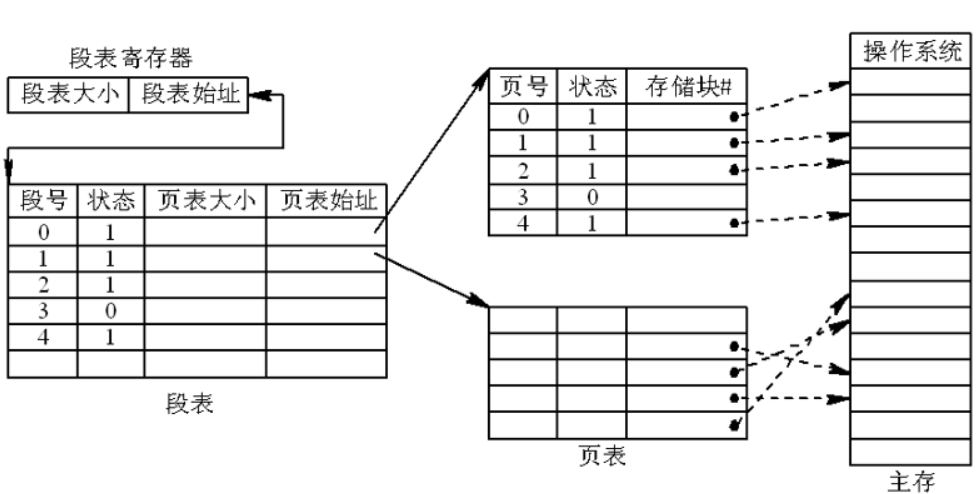 段表寄存器
段表大小 段表始址
段号 状态 页表大小 页表始址
0 1
1 1
2 1
3 0
4 1
段表
页号 状态 存储块#
0 1
1 1
2 1
3 0
4 1
页表
操作系统
主存